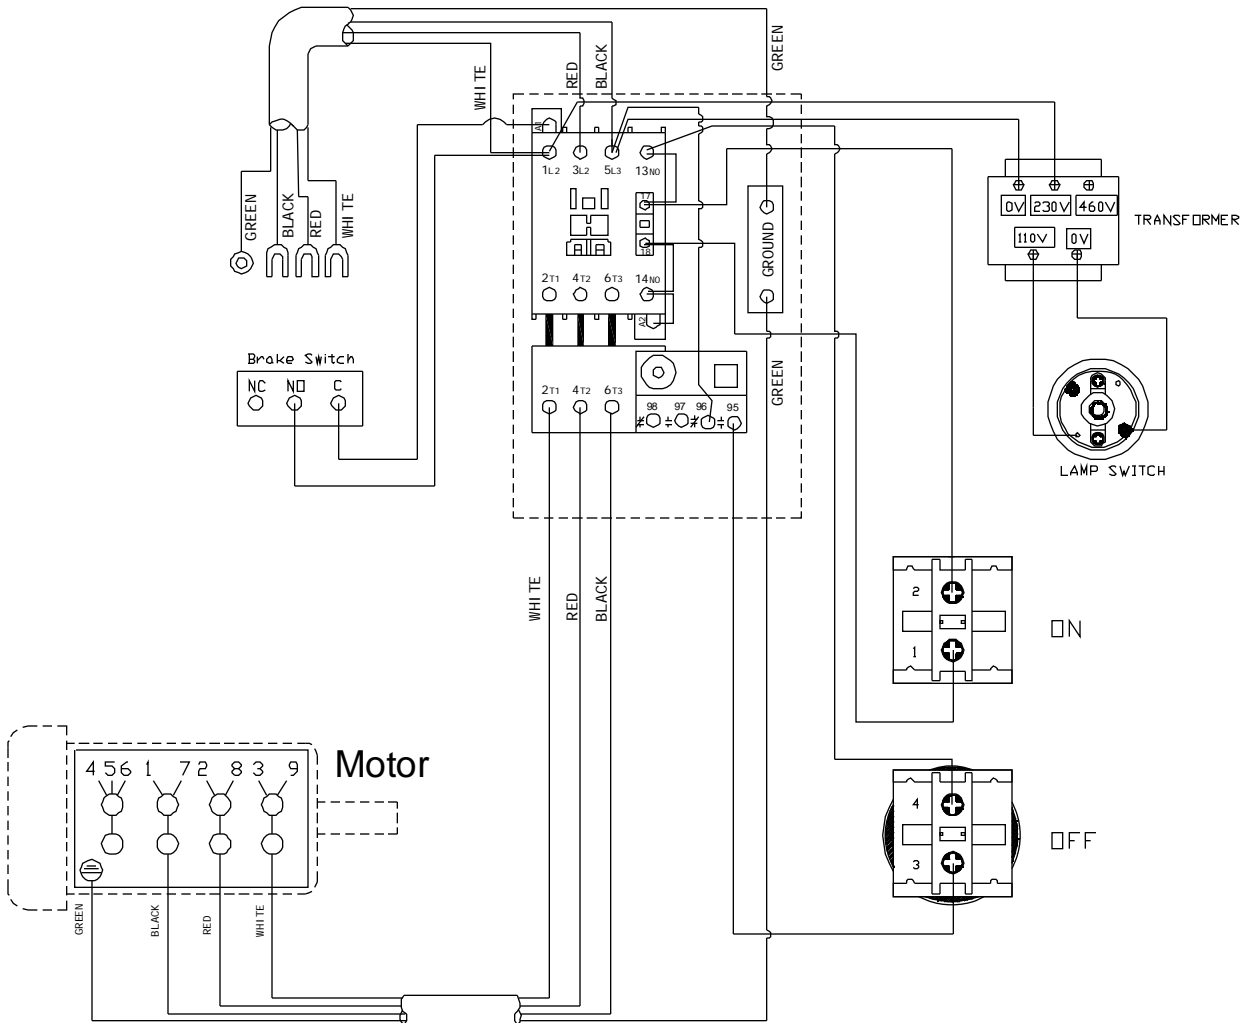 GREEN
BLACK
RED
WHITE
WHITE
RED
BLACK
GREEN
A1
1L2 3L2 5L3 13NO
17
18
2T1 4T2 6T3 14NO
A2
GROUND
GREEN
0V 230V 460V
110V 0V
TRANSFORMER
LAMP SWITCH
Brake Switch
NC NO C
2T1 4T2 6T3
98 97 96 95
WHITE
RED
BLACK
2
1
ON
4
3
OFF
Motor
4 5 6 1 7 2 8 3 9
GREEN
BLACK
RED
WHITE